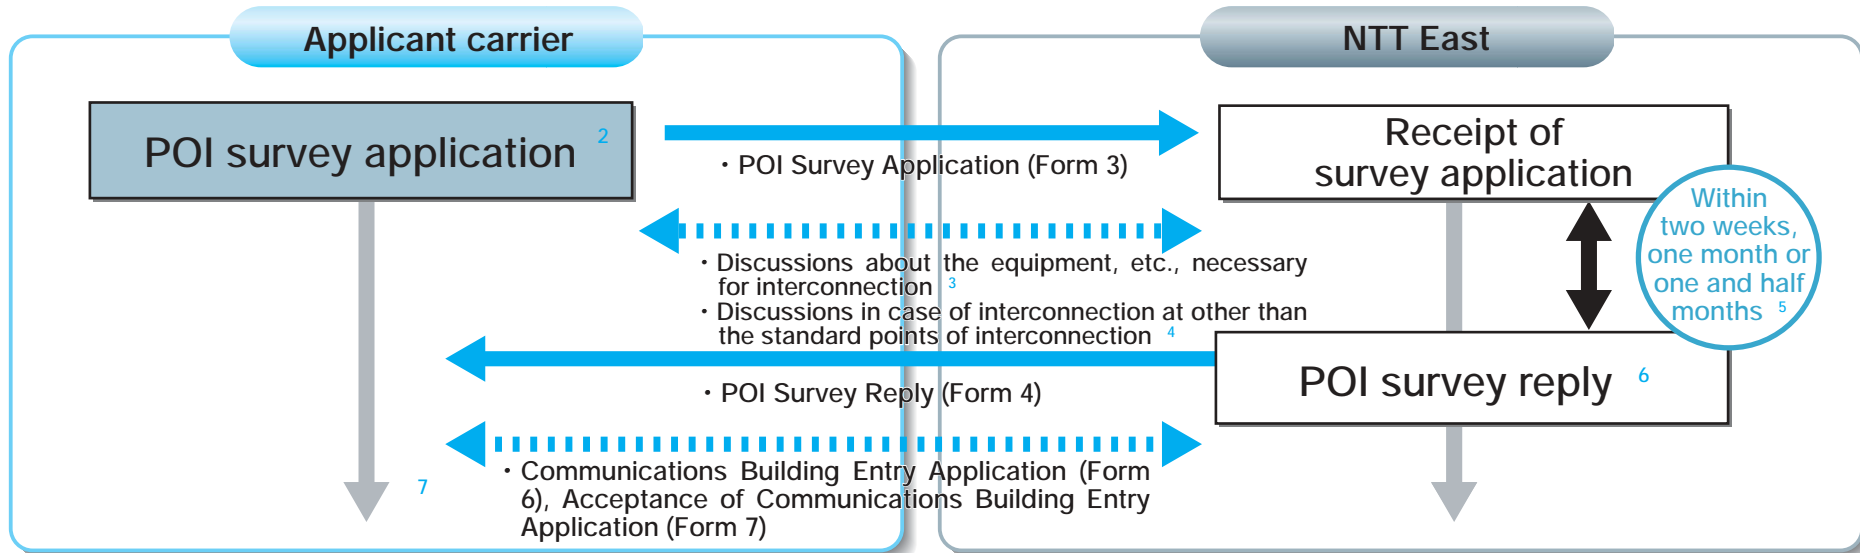 Applicant carrier
NTT East
POI survey application 2
・POI Survey Application (Form 3)
Receipt of
survey application
Within
two weeks,
one month or
one and half
months 5
・Discussions about the equipment, etc., necessary
for interconnection 3
・Discussions in case of interconnection at other than
the standard points of interconnection 4
POI survey reply 6
・POI Survey Reply (Form 4)
7
・Communications Building Entry Application (Form
6), Acceptance of Communications Building Entry
Application (Form 7)